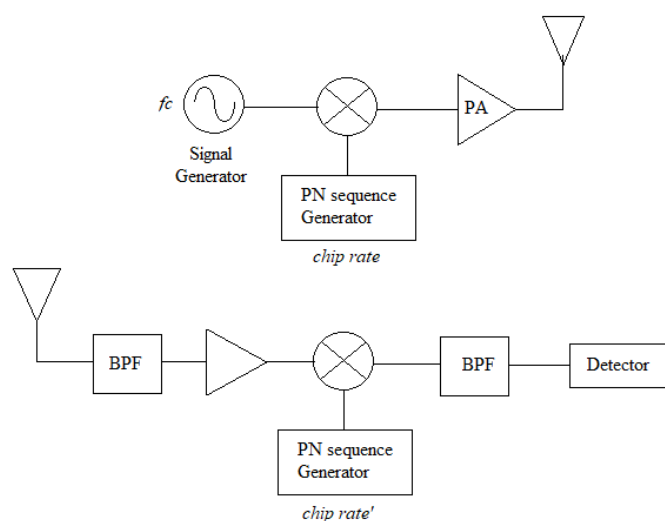 fc
Signal
Generator
PA
PN sequence
Generator
chip rate
BPF
BPF
Detector
PN sequence
Generator
chip rate'